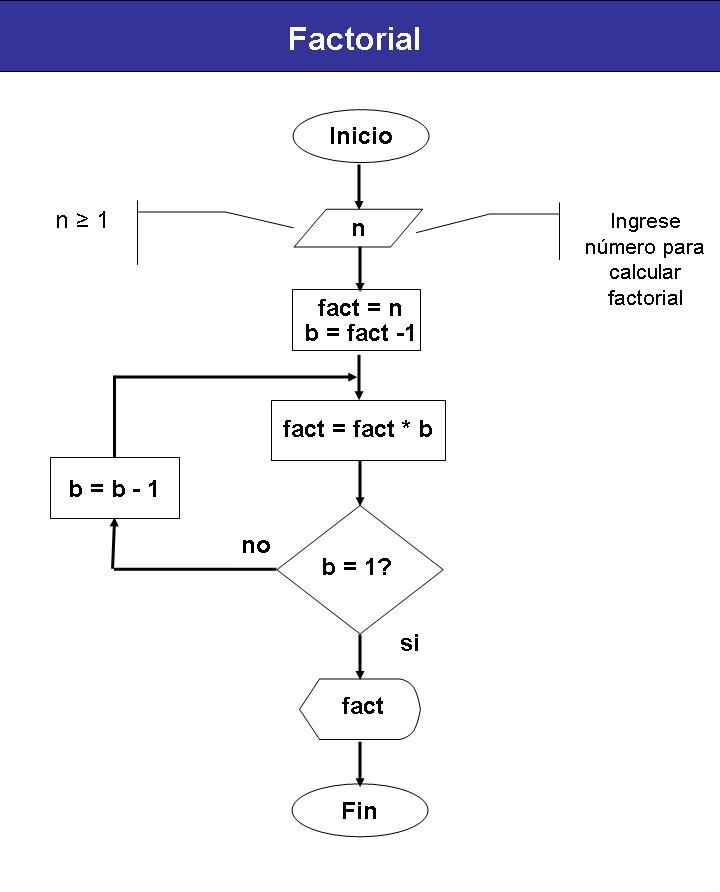 Factorial
Inicio
n ≥ 1
n
Ingrese
número para
calcular
factorial
fact = n
b = fact -1
fact = fact * b
b = b - 1
no
b = 1?
si
fact
Fin